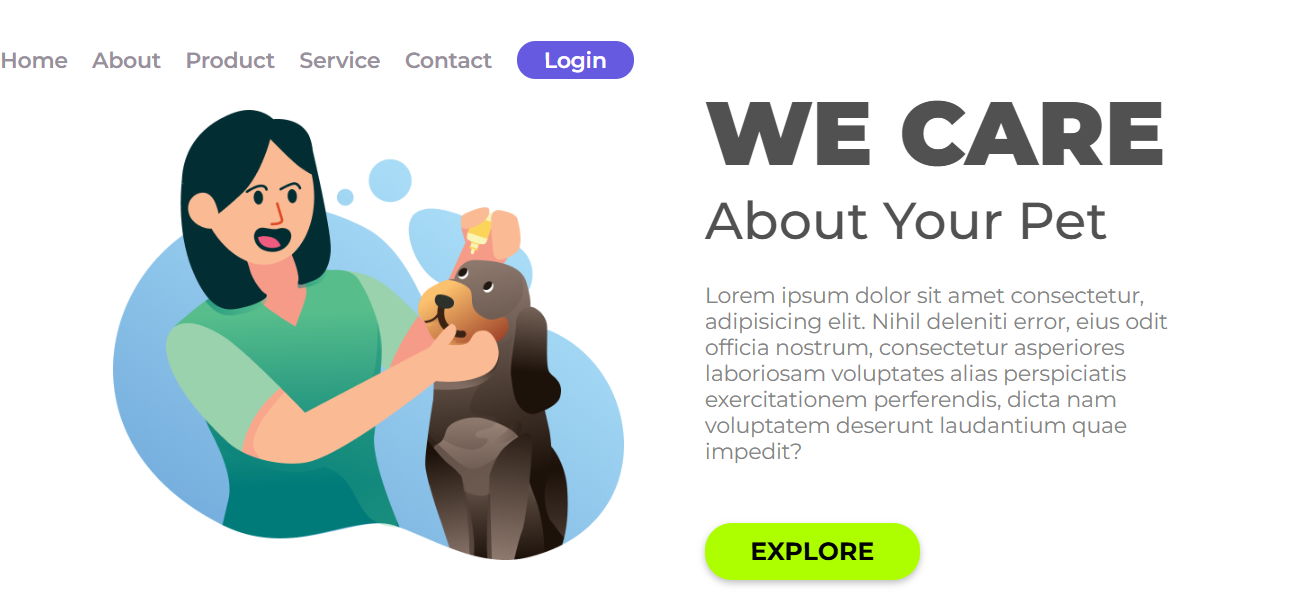 Home About Product Service Contact Login
WE CARE
About Your Pet
Lorem ipsum dolor sit amet consectetur,
adipisicing elit. Nihil deleniti error, eius odit
officia nostrum, consectetur asperiores
laboriosam voluptates alias perspiciatis
exercitationem perferendis, dicta nam
voluptatem deserunt laudantium quae
impedit?
EXPLORE